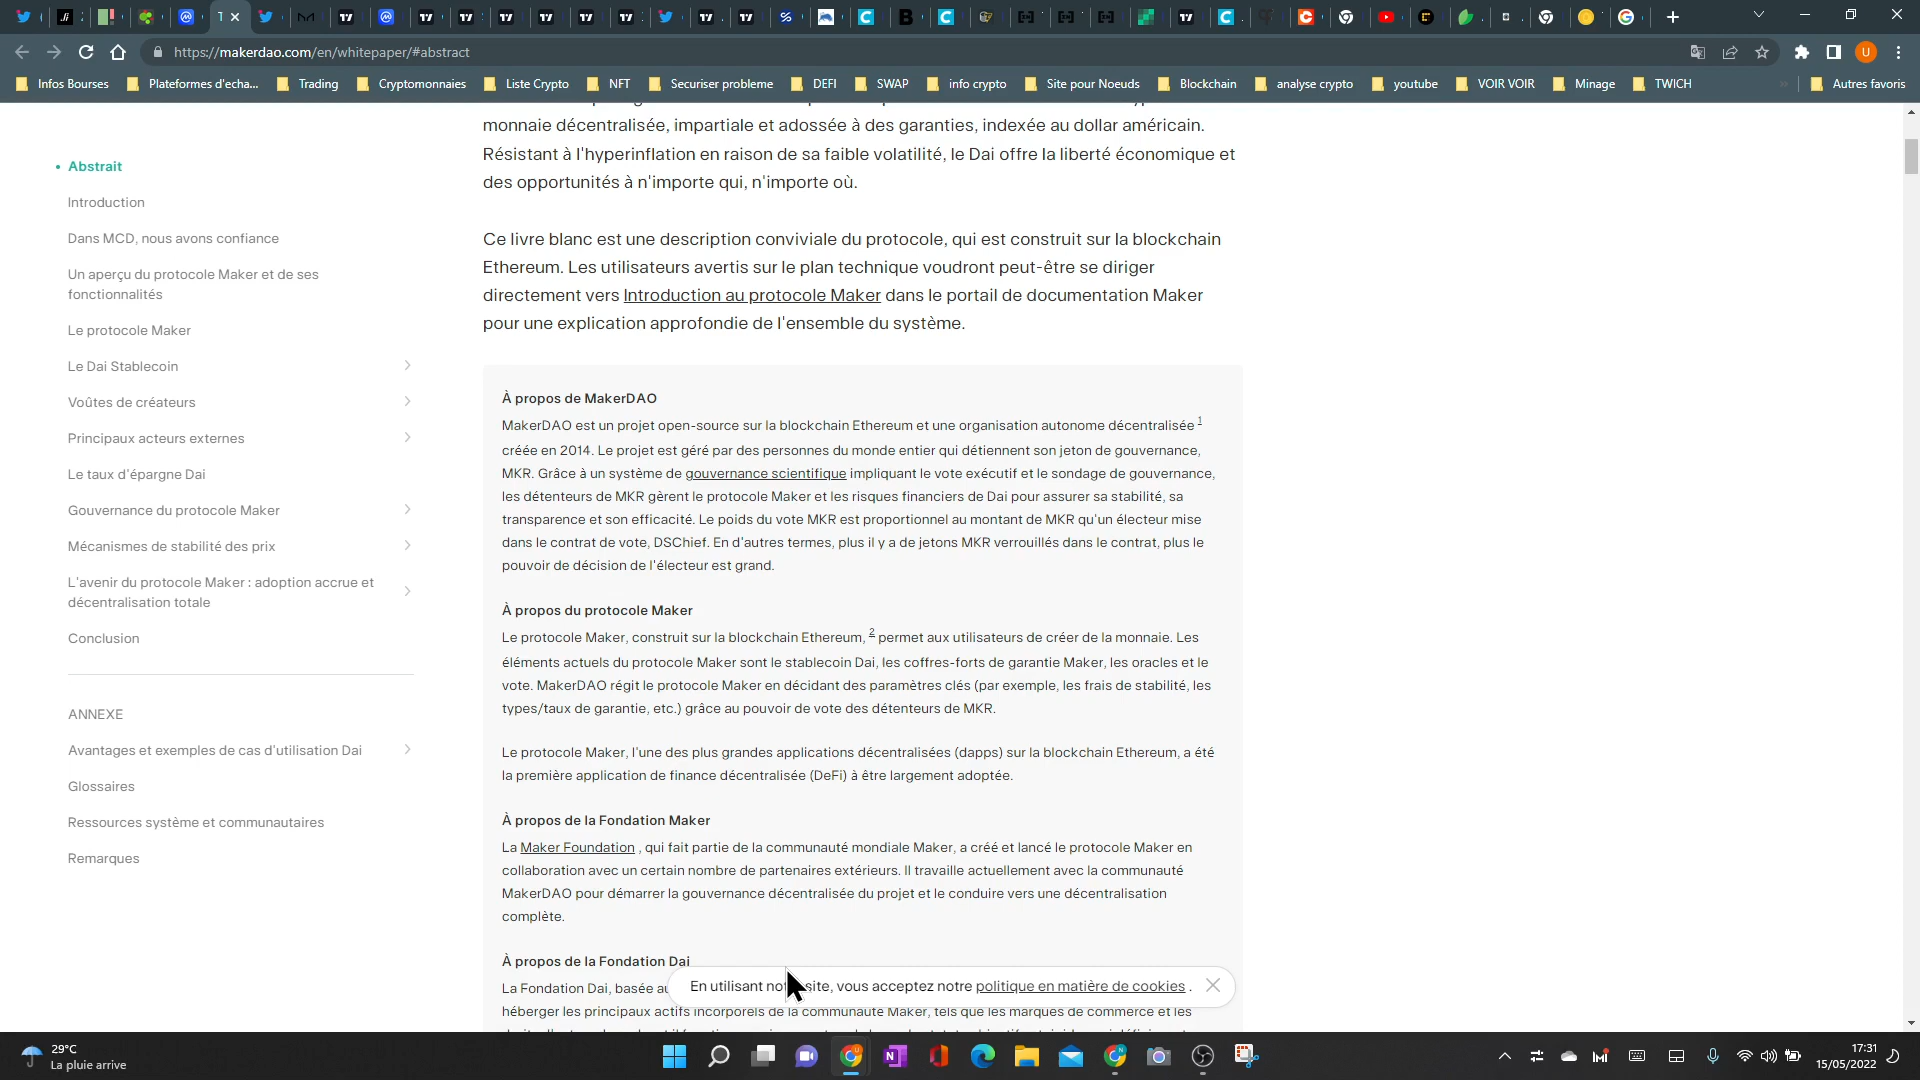 https://makerdao.com/en/whitepaper/#abstract
Infos Bourses
Plateformes d'echa...
Trading
Cryptomonnaies
Liste Crypto
NFT
Securiser probleme
DEFI
SWAP
info crypto
Site pour Noeuds
Blockchain
analyse crypto
youtube
VOIR VOIR
Minage
TWICH
Autres favoris
Abstrait
Introduction
Dans MCD, nous avons confiance
Un aperçu du protocole Maker et de ses
fonctionnalités
Le protocole Maker
Le Dai Stablecoin
Voûtes de créateurs
Principaux acteurs externes
Le taux d'épargne Dai
Gouvernance du protocole Maker
Mécanismes de stabilité des prix
L'avenir du protocole Maker : adoption accrue et
décentralisation totale
Conclusion
ANNEXE
Avantages et exemples de cas d'utilisation Dai
Glossaires
Ressources système et communautaires
Remarques
monnaie décentralisée, impartiale et adossée à des garanties, indexée au dollar américain.
Résistant à l'hyperinflation en raison de sa faible volatilité, le Dai offre la liberté économique et
des opportunités à n'importe qui, n'importe où.
Ce livre blanc est une description conviviale du protocole, qui est construit sur la blockchain
Ethereum. Les utilisateurs avertis sur le plan technique voudront peut-être se diriger
directement vers Introduction au protocole Maker dans le portail de documentation Maker
pour une explication approfondie de l'ensemble du système.
À propos de MakerDAO
MakerDAO est un projet open-source sur la blockchain Ethereum et une organisation autonome décentralisée 1
créée en 2014. Le projet est géré par des personnes du monde entier qui détiennent son jeton de gouvernance,
MKR. Grâce à un système de gouvernance scientifique impliquant le vote exécutif et le sondage de gouvernance,
les détenteurs de MKR gèrent le protocole Maker et les risques financiers de Dai pour assurer sa stabilité, sa
transparence et son efficacité. Le poids du vote MKR est proportionnel au montant de MKR qu'un électeur mise
dans le contrat de vote, DSChief. En d'autres termes, plus il y a de jetons MKR verrouillés dans le contrat, plus le
pouvoir de décision de l'électeur est grand.
À propos du protocole Maker
Le protocole Maker, construit sur la blockchain Ethereum, 2 permet aux utilisateurs de créer de la monnaie. Les
éléments actuels du protocole Maker sont le stablecoin Dai, les coffres-forts de garantie Maker, les oracles et le
vote. MakerDAO régit le protocole Maker en décidant des paramètres clés (par exemple, les frais de stabilité, les
types/taux de garantie, etc.) grâce au pouvoir de vote des détenteurs de MKR.
Le protocole Maker, l'une des plus grandes applications décentralisées (dapps) sur la blockchain Ethereum, a été
la première application de finance décentralisée (DeFi) à être largement adoptée.
À propos de la Fondation Maker
La Maker Foundation , qui fait partie de la communauté mondiale Maker, a créé et lancé le protocole Maker en
collaboration avec un certain nombre de partenaires extérieurs. Il travaille actuellement avec la communauté
MakerDAO pour démarrer la gouvernance décentralisée du projet et le conduire vers une décentralisation
complète.
À propos de la Fondation Dai
La Fondation Dai, basée
En utilisant site, vous acceptez notre politique en matière de cookies .
héberger les principaux actifs incorporels de la communauté Maker, tels que les marques de commerce et les
29°C
La pluie arrive
17:31
15/05/2022